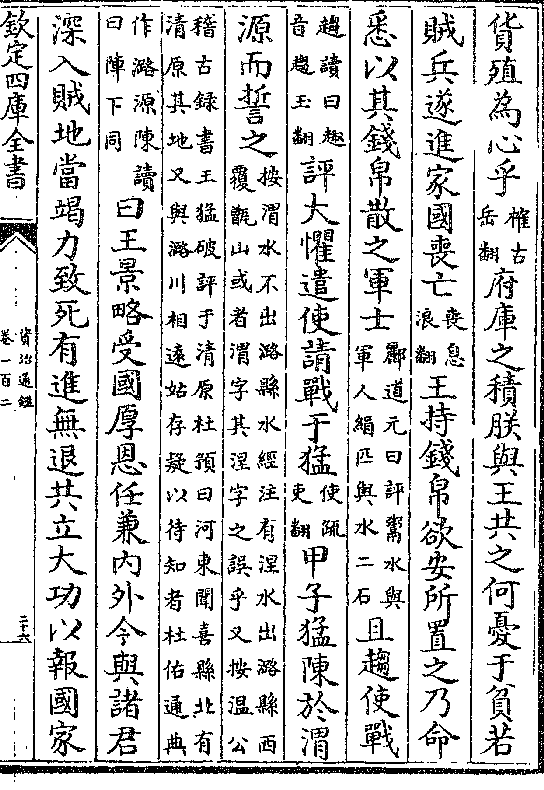 貨殖為心乎榷古岳翻府庫之積朕與王共之何憂于貧若
賊兵遂進家國喪亡喪息浪翻王持錢帛欲安所置之乃命
悉以其錢帛散之軍士酈道元曰評鬻水與軍人絹匹與水二石且趨使戰
趨讀曰趣音趨玉翻評大懼遣使請戰于猛使疏吏翻甲子猛陳於渭
源而誓之按渭水不出潞縣水經注有涅水出潞縣西覆甑山或者渭字其涅字之誤乎又按温公
稽古録書王猛破評于清原杜預曰河東聞喜縣北有清原其地又與潞川相遠姑存疑以待知者杜佑通典
作潞源陳讀曰陣下同曰王景略受國厚恩任兼內外今與諸君
深入賊地當竭力致死有進無退共立大功以報國家
欽定四庫全書
資治通鑑
卷一百二
二十六